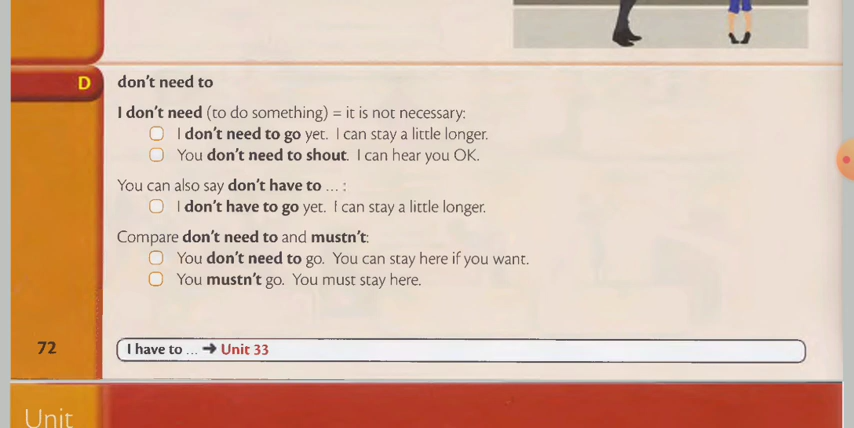 D don't need to
I don't need (to do something) = it is not necessary:
I don't need to go yet. I can stay a little longer.
You don't need to shout. I can hear you OK.
You can also say don't have to ... :
I don't have to go yet. I can stay a little longer.
Compare don't need to and mustn't:
You don't need to go. You can stay here if you want.
You mustn't go. You must stay here.
72 I have to ... ➜ Unit 33
Unit